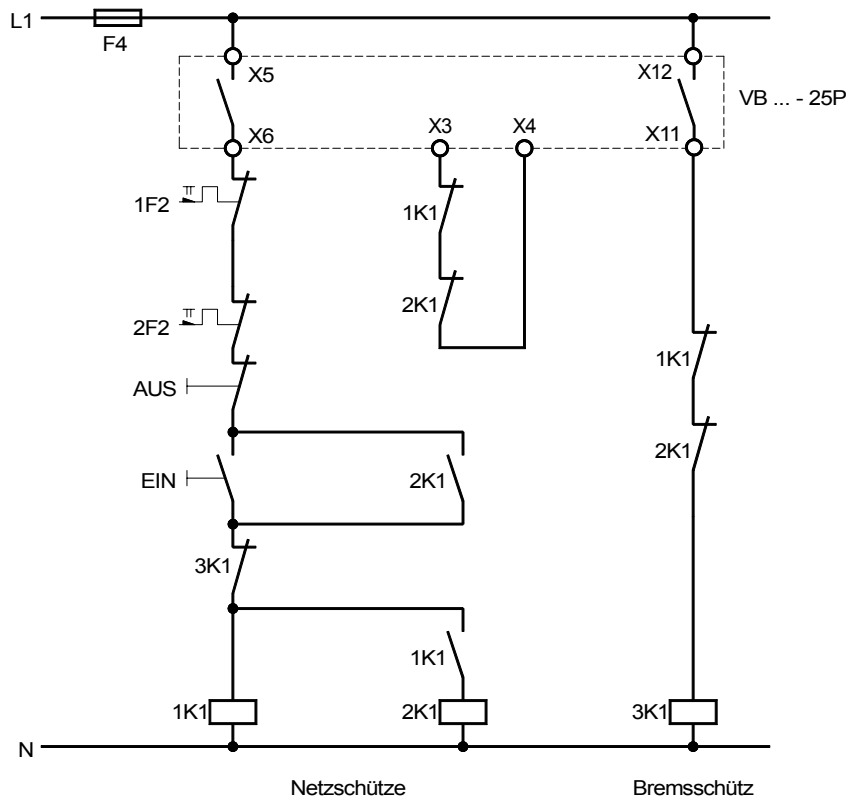 L1
F4
X5
X12
VB ... - 25P
X6
X3
X4
X11
1F2
1K1
2F2
2K1
AUS
1K1
EIN
2K1
2K1
3K1
1K1
1K1
2K1
3K1
N
Netzschütze
Bremsschütz